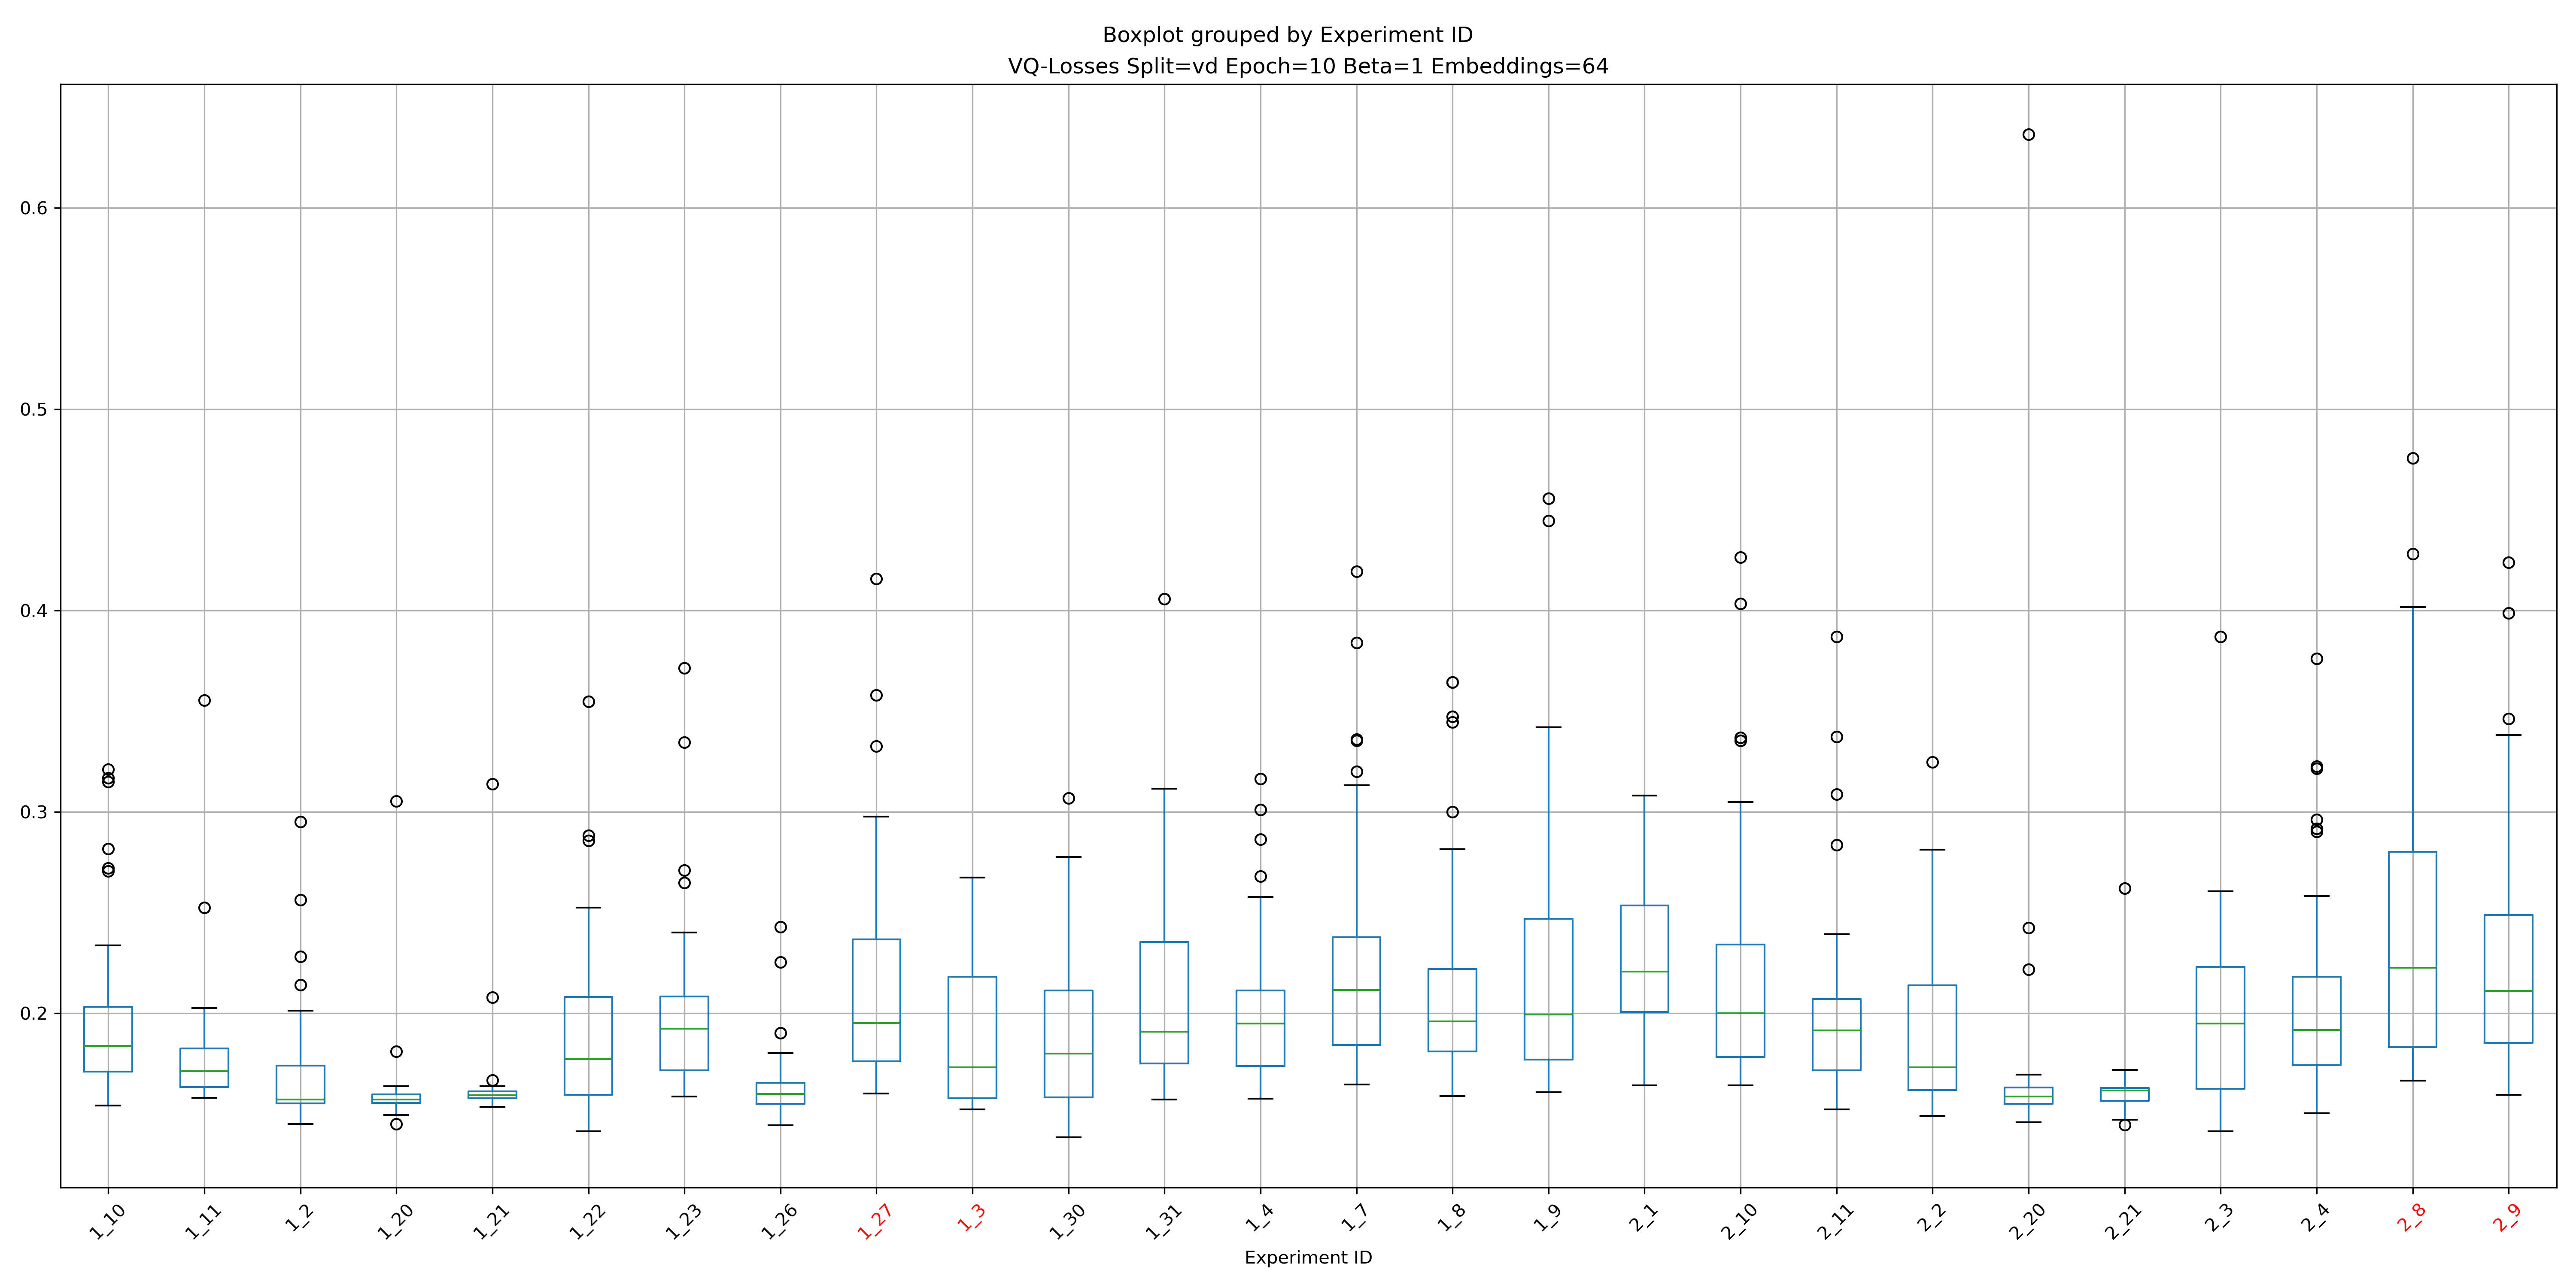 Boxplot grouped by Experiment ID
VQ-Losses Split=vd Epoch=10 Beta=1 Embeddings=64
0.6
0.5
0.4
0.3
0.2
1_10 1_11 1_2 1_20 1_21 1_22 1_23 1_26 1_27 1_3 1_30 1_31 1_4 1_7 1_8 1_9 2_1 2_10 2_11 2_2 2_20 2_21 2_3 2_4 2_8 2_9
Experiment ID